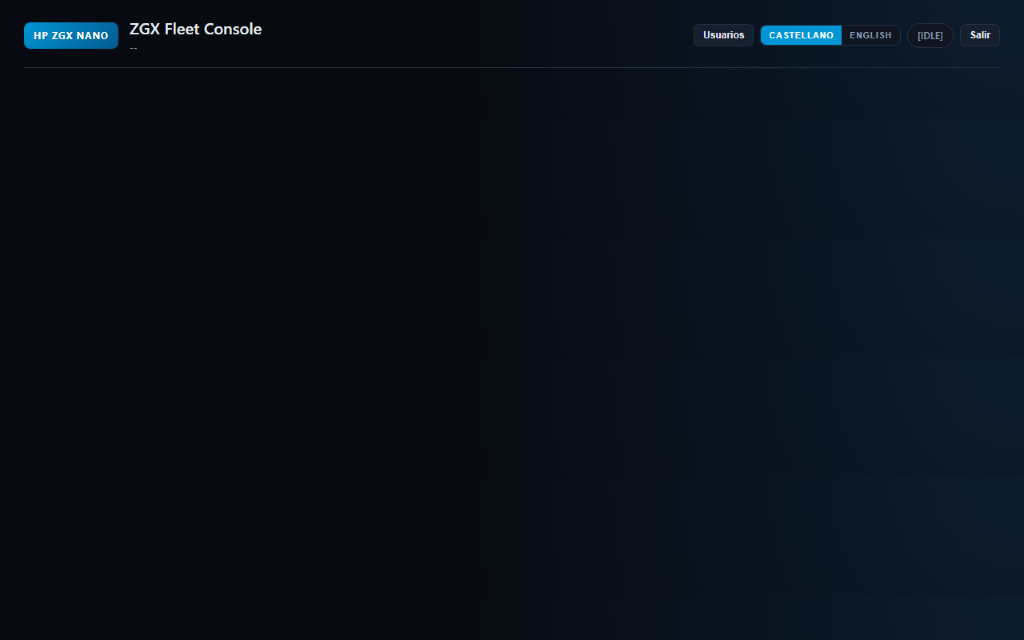 HP ZGX NANO
ZGX Fleet Console
--
Usuarios
CASTELLANO
ENGLISH
[IDLE]
Salir